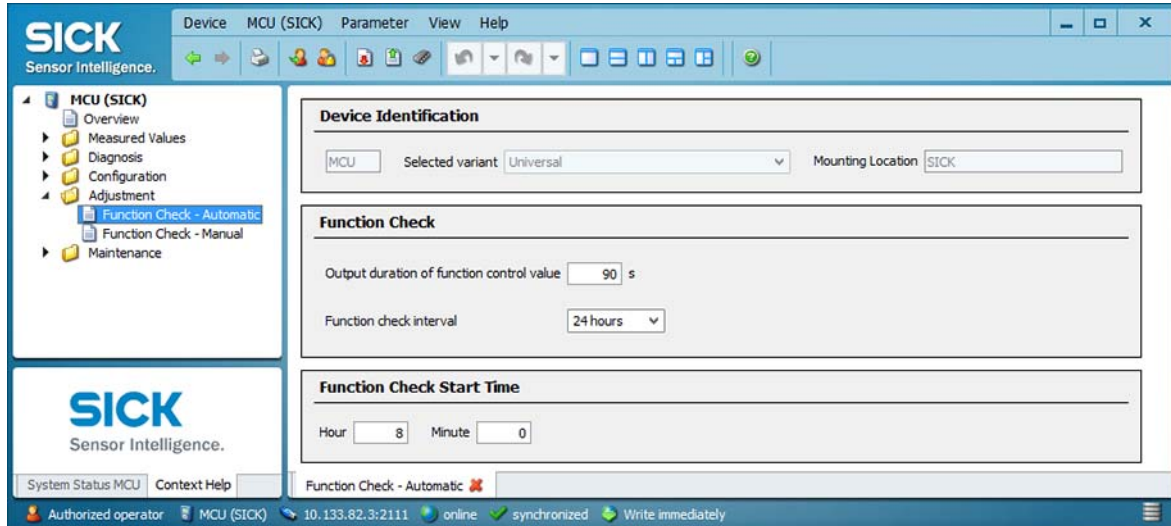 SICK
Sensor Intelligence.
Device MCU (SICK) Parameter View Help
MCU (SICK)
Overview
Measured Values
Diagnosis
Configuration
Adjustment
Function Check - Automatic
Function Check - Manual
Maintenance
SICK
Sensor Intelligence.
System Status MCU Context Help
Device Identification
MCU Selected variant Universal Mounting Location SICK
Function Check
Output duration of function control value 90 s
Function check interval 24 hours
Function Check Start Time
Hour 8 Minute 0
Function Check - Automatic
Authorized operator MCU (SICK) 10.133.82.3:2111 online synchronized Write immediately